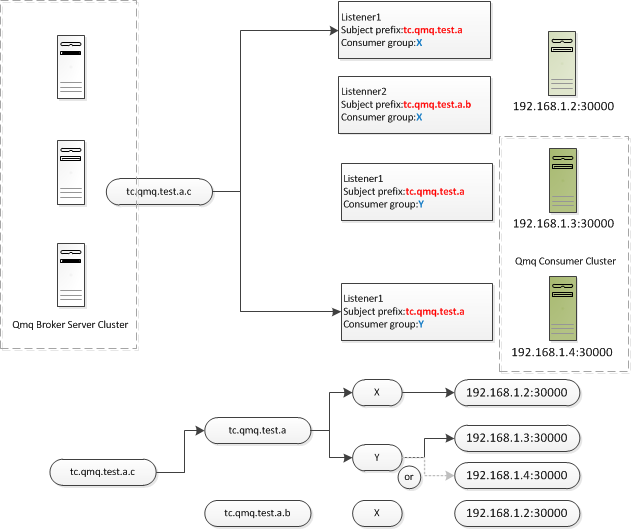 Listener1
Subject prefix:tc.qmq.test.a
Consumer group:X
Listenner2
Subject prefix:tc.qmq.test.a.b
Consumer group:X
192.168.1.2:30000
tc.qmq.test.a.c
Listener1
Subject prefix:tc.qmq.test.a
Consumer group:Y
192.168.1.3:30000
Qmq Consumer Cluster
Listener1
Subject prefix:tc.qmq.test.a
Consumer group:Y
Qmq Broker Server Cluster
192.168.1.4:30000
X
192.168.1.2:30000
tc.qmq.test.a
192.168.1.3:30000
Y
tc.qmq.test.a.c
or
192.168.1.4:30000
tc.qmq.test.a.b
X
192.168.1.2:30000